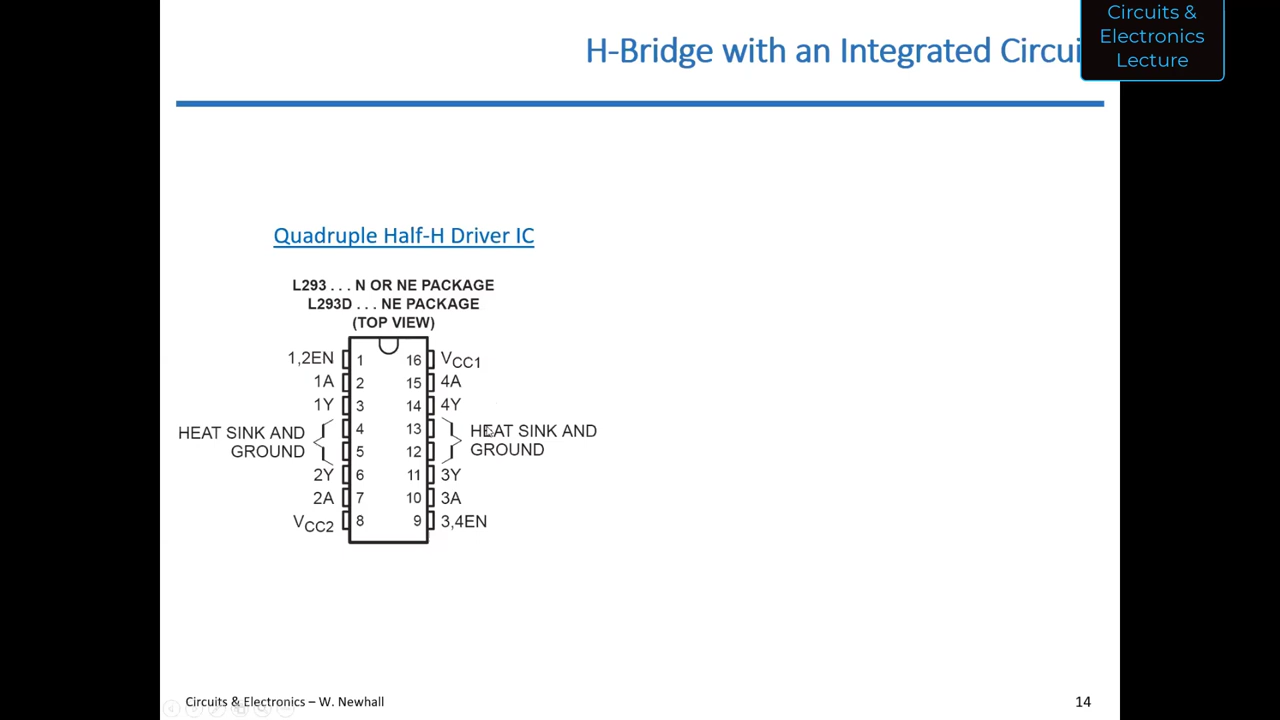 Circuits &
Electronics
Lecture
H-Bridge with an Integrated Circui
Quadruple Half-H Driver IC
L293 . . . N OR NE PACKAGE
L293D . . . NE PACKAGE
(TOP VIEW)
1,2EN 1 16 VCC1
1A 2 15 4A
1Y 3 14 4Y
HEAT SINK AND 4 13 HEAT SINK AND
GROUND 5 12 GROUND
2Y 6 11 3Y
2A 7 10 3A
VCC2 8 9 3,4EN
Circuits & Electronics – W. Newhall
14